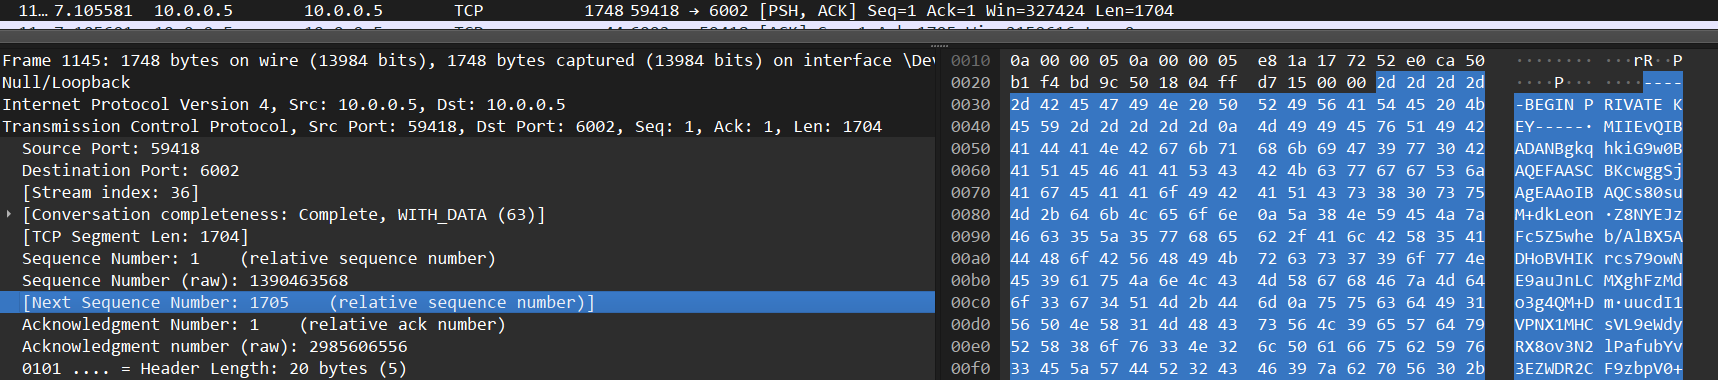 11… 7.105581 10.0.0.5 10.0.0.5 TCP 1748 59418 → 6002 [PSH, ACK] Seq=1 Ack=1 Win=327424 Len=1704
Frame 1145: 1748 bytes on wire (13984 bits), 1748 bytes captured (13984 bits) on interface \Dev
Null/Loopback
Internet Protocol Version 4, Src: 10.0.0.5, Dst: 10.0.0.5
Transmission Control Protocol, Src Port: 59418, Dst Port: 6002, Seq: 1, Ack: 1, Len: 1704
Source Port: 59418
Destination Port: 6002
[Stream index: 36]
[Conversation completeness: Complete, WITH_DATA (63)]
[TCP Segment Len: 1704]
Sequence Number: 1 (relative sequence number)
Sequence Number (raw): 1390463568
[Next Sequence Number: 1705 (relative sequence number)]
Acknowledgment Number: 1 (relative ack number)
Acknowledgment number (raw): 2985606556
0101 .... = Header Length: 20 bytes (5)
0010 0a 00 00 05 0a 00 00 05 e8 1a 17 72 52 e0 ca 50 ········ ···rR··P
0020 b1 f4 bd 9c 50 18 04 ff d7 15 00 00 2d 2d 2d 2d ····P··· ····----
0030 2d 42 45 47 49 4e 20 50 52 49 56 41 54 45 20 4b -BEGIN P RIVATE K
0040 45 59 2d 2d 2d 2d 2d 0a 4d 49 49 45 76 51 49 42 EY-----· MIIEvQIB
0050 41 44 41 4e 42 67 6b 71 68 6b 69 47 39 77 30 42 ADANBgkq hkiG9w0B
0060 41 51 45 46 41 41 53 43 42 4b 63 77 67 67 53 6a AQEFAASC BKcwggSj
0070 41 67 45 41 41 6f 49 42 41 51 43 73 38 30 73 75 AgEAAoIB AQCs80su
0080 4d 2b 64 6b 4c 65 6f 6e 0a 5a 38 4e 59 45 4a 7a M+dkLeon ·Z8NYEJz
0090 46 63 35 5a 35 77 68 65 62 2f 41 6c 42 58 35 41 Fc5Z5whe b/AlBX5A
00a0 44 48 6f 42 56 48 49 4b 72 63 73 37 39 6f 77 4e DHoBVHIK rcs79owN
00b0 45 39 61 75 4a 6e 4c 43 4d 58 67 68 46 7a 4d 64 E9auJnLC MXghFzMd
00c0 6f 33 67 34 51 4d 2b 44 6d 0a 75 75 63 64 49 31 o3g4QM+D m·uucdI1
00d0 56 50 4e 58 31 4d 48 43 73 56 4c 39 65 57 64 79 VPNX1MHC sVL9eWdy
00e0 52 58 38 6f 76 33 4e 32 6c 50 61 66 75 62 59 76 RX8ov3N2 lPafubYv
00f0 33 45 5a 57 44 52 32 43 46 39 7a 62 70 56 30 2b 3EZWDR2C F9zbpV0+